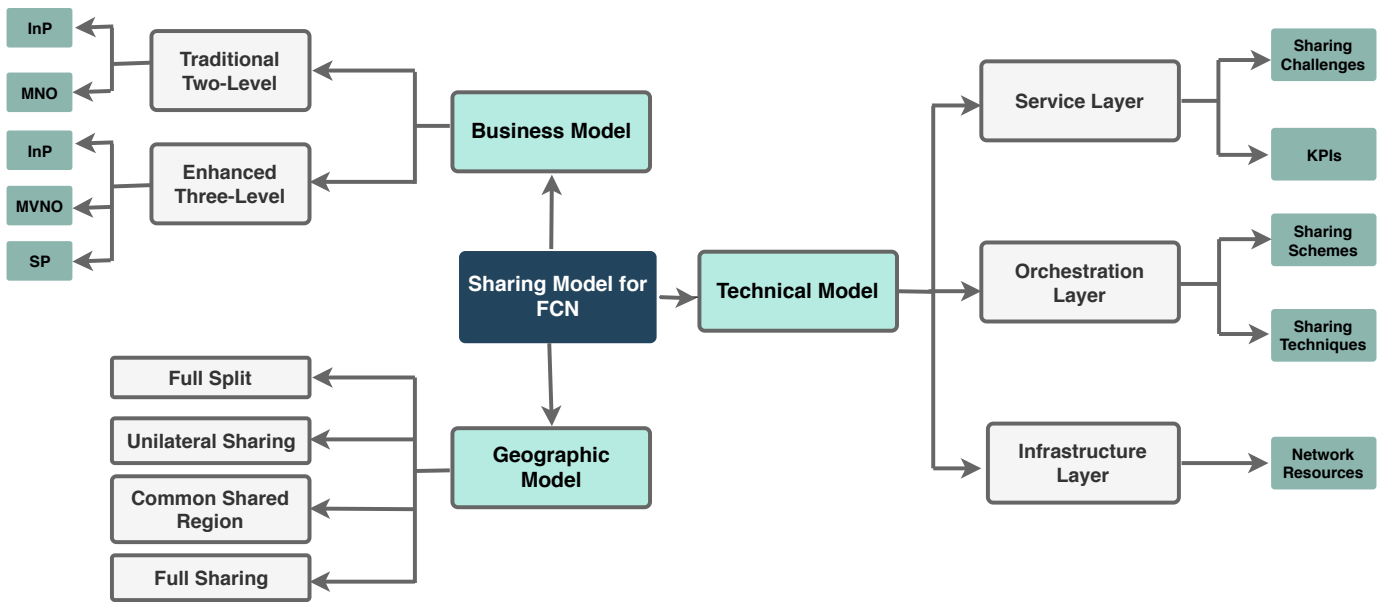 InP
MNO
Traditional
Two-Level
InP
MVNO
SP
Enhanced
Three-Level
Business Model
Sharing Model for
FCN
Full Split
Unilateral Sharing
Common Shared
Region
Full Sharing
Geographic
Model
Technical Model
Service Layer
Sharing
Challenges
KPIs
Orchestration
Layer
Sharing
Schemes
Sharing
Techniques
Infrastructure
Layer
Network
Resources